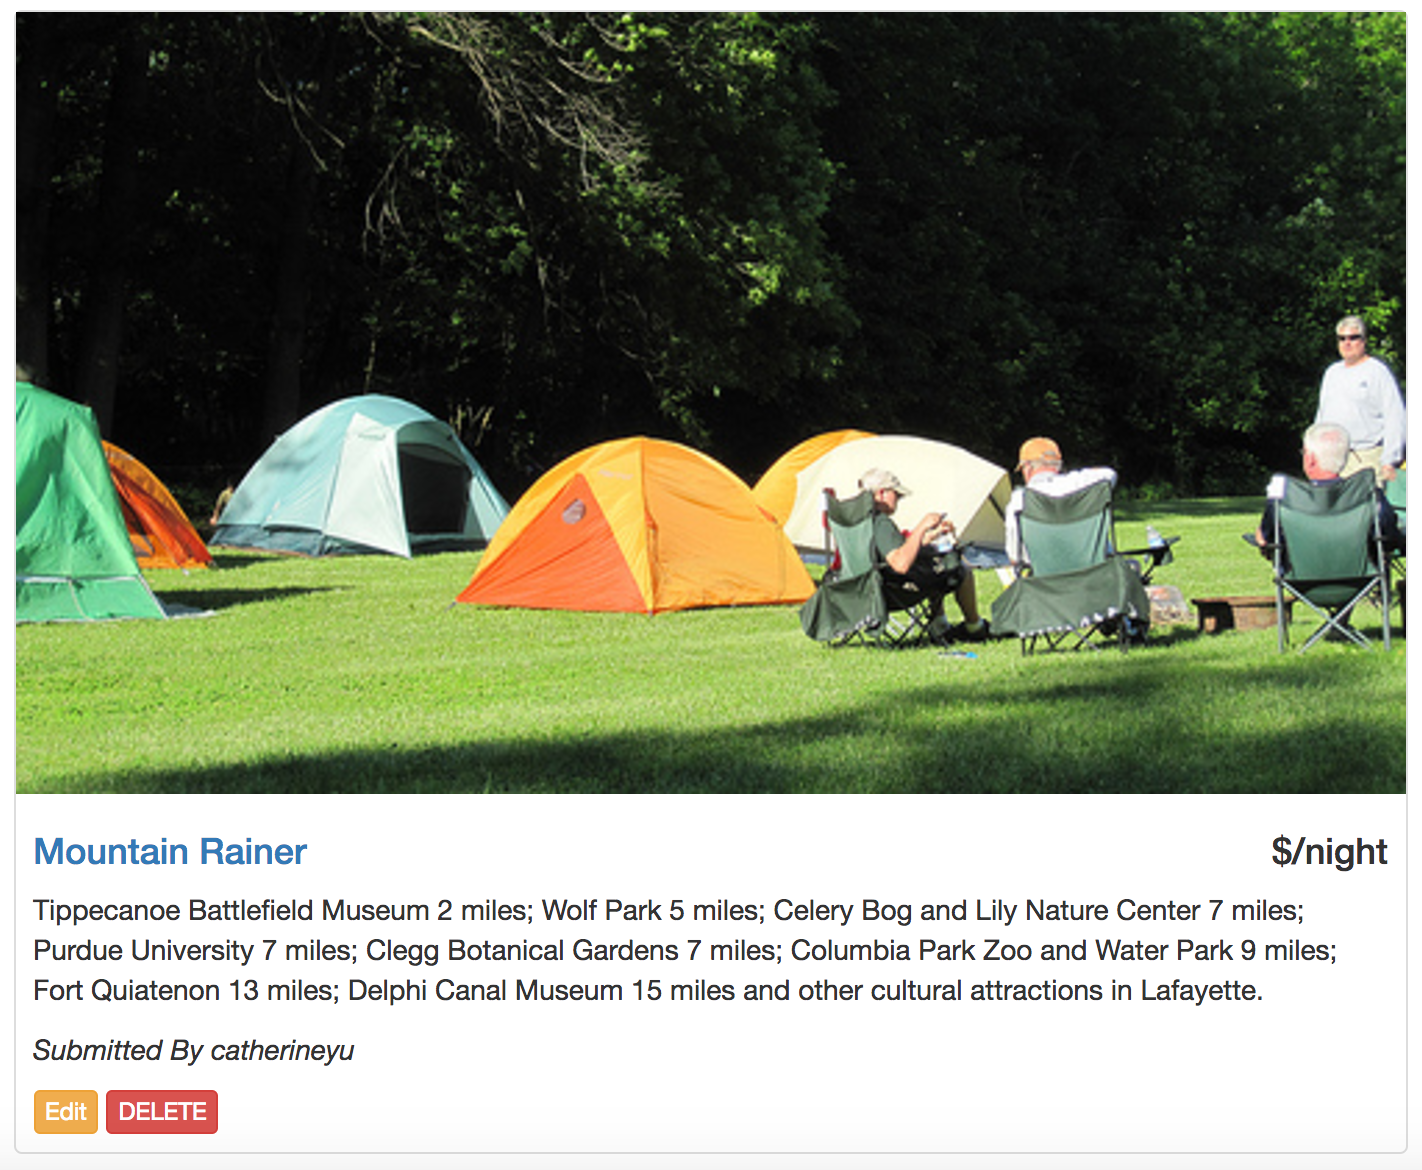 Mountain Rainer
$/night
Tippecanoe Battlefield Museum 2 miles; Wolf Park 5 miles; Celery Bog and Lily Nature Center 7 miles;
Purdue University 7 miles; Clegg Botanical Gardens 7 miles; Columbia Park Zoo and Water Park 9 miles;
Fort Quiatenon 13 miles; Delphi Canal Museum 15 miles and other cultural attractions in Lafayette.
Submitted By catherineyu
Edit
DELETE